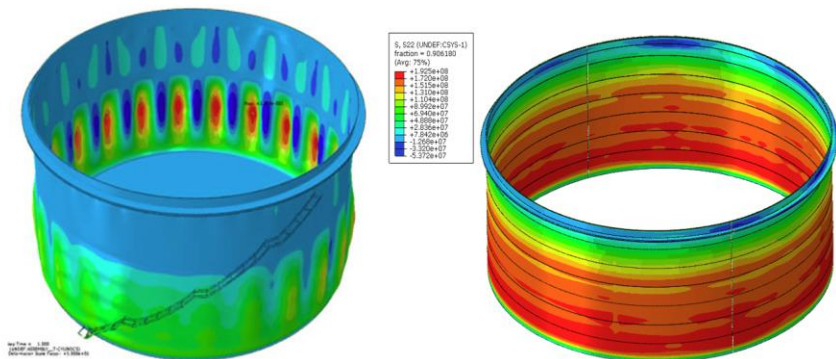 S, S22 (UNDEF:CSYS-1)
fraction = 0.906180
(Avg: 75%)
+1.925e+08
+1.720e+08
+1.515e+08
+1.310e+08
+1.104e+08
+8.992e+07
+6.940e+07
+4.888e+07
+2.836e+07
+7.842e+06
-1.268e+07
-3.320e+07
-5.372e+07